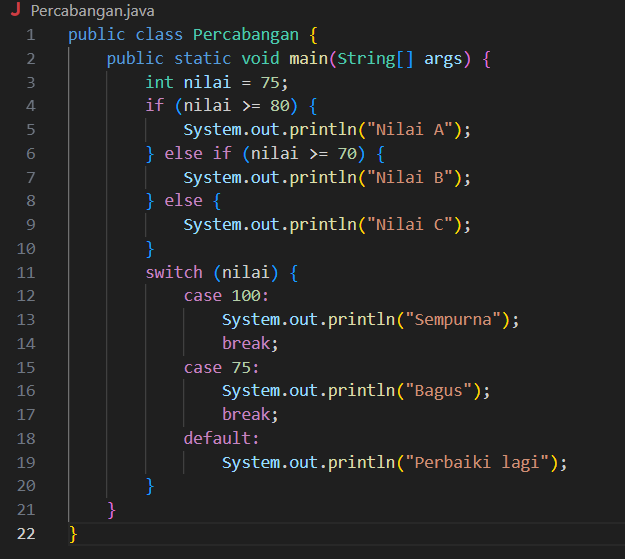 J Percabangan.java
1 public class Percabangan {
2     public static void main(String[] args) {
3         int nilai = 75;
4         if (nilai >= 80) {
5             System.out.println("Nilai A");
6         } else if (nilai >= 70) {
7             System.out.println("Nilai B");
8         } else {
9             System.out.println("Nilai C");
10         }
11         switch (nilai) {
12             case 100:
13                 System.out.println("Sempurna");
14                 break;
15             case 75:
16                 System.out.println("Bagus");
17                 break;
18             default:
19                 System.out.println("Perbaiki lagi");
20         }
21     }
22 }